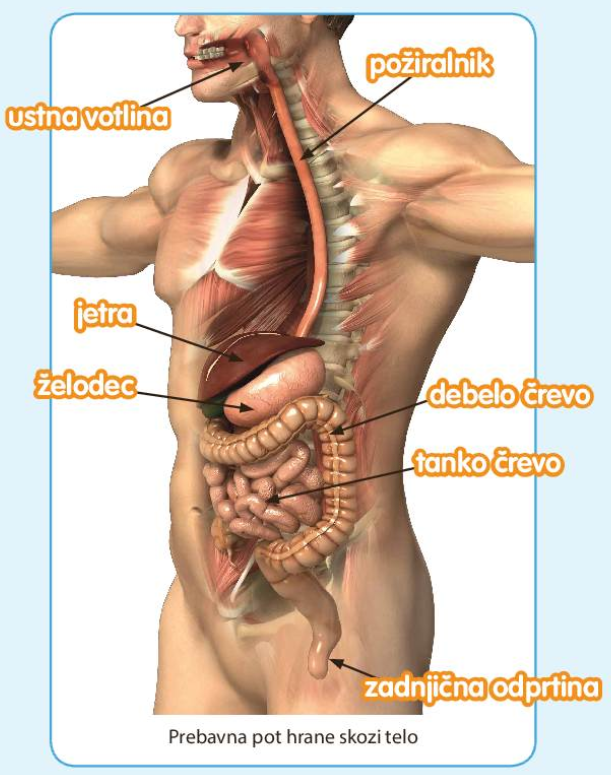 požiralnik
ustna votlina
jetra
želodec
debelo črevo
tanko črevo
zadnjična odprtina
Prebavna pot hrane skozi telo